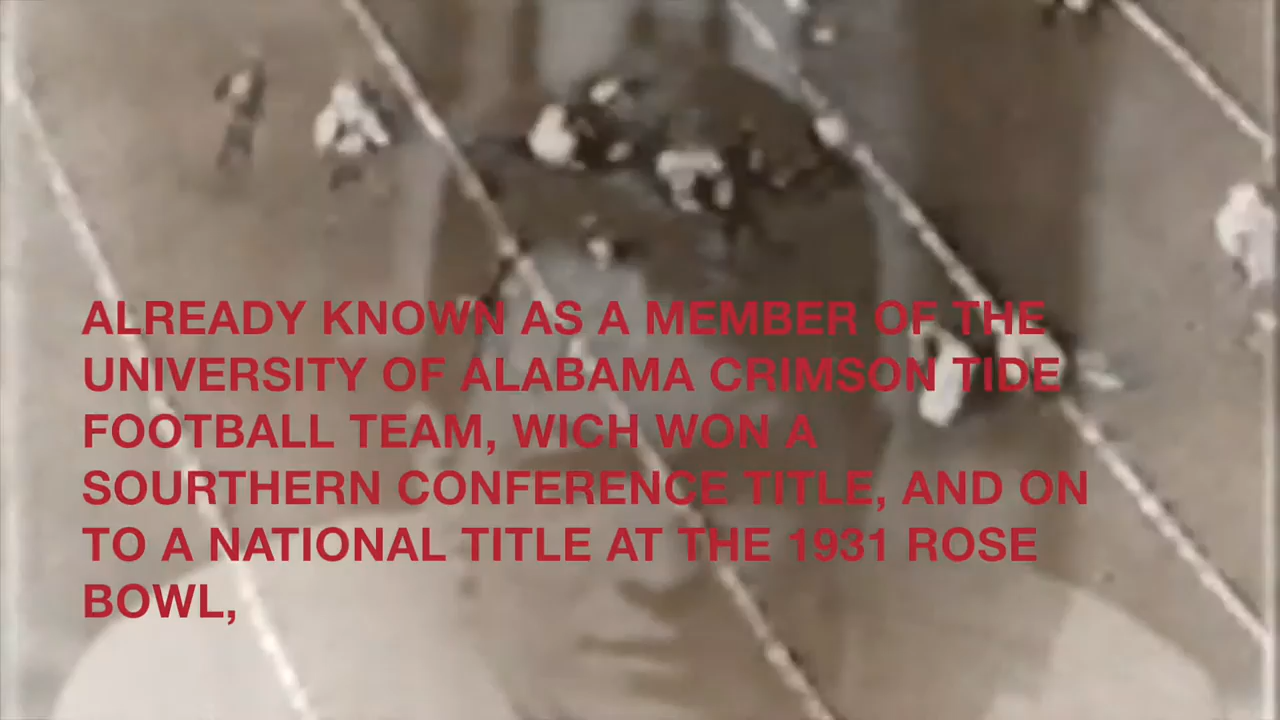 ALREADY KNOWN AS A MEMBER OF THE
UNIVERSITY OF ALABAMA CRIMSON TIDE
FOOTBALL TEAM, WICH WON A
SOURTHERN CONFERENCE TITLE, AND ON
TO A NATIONAL TITLE AT THE 1931 ROSE
BOWL,